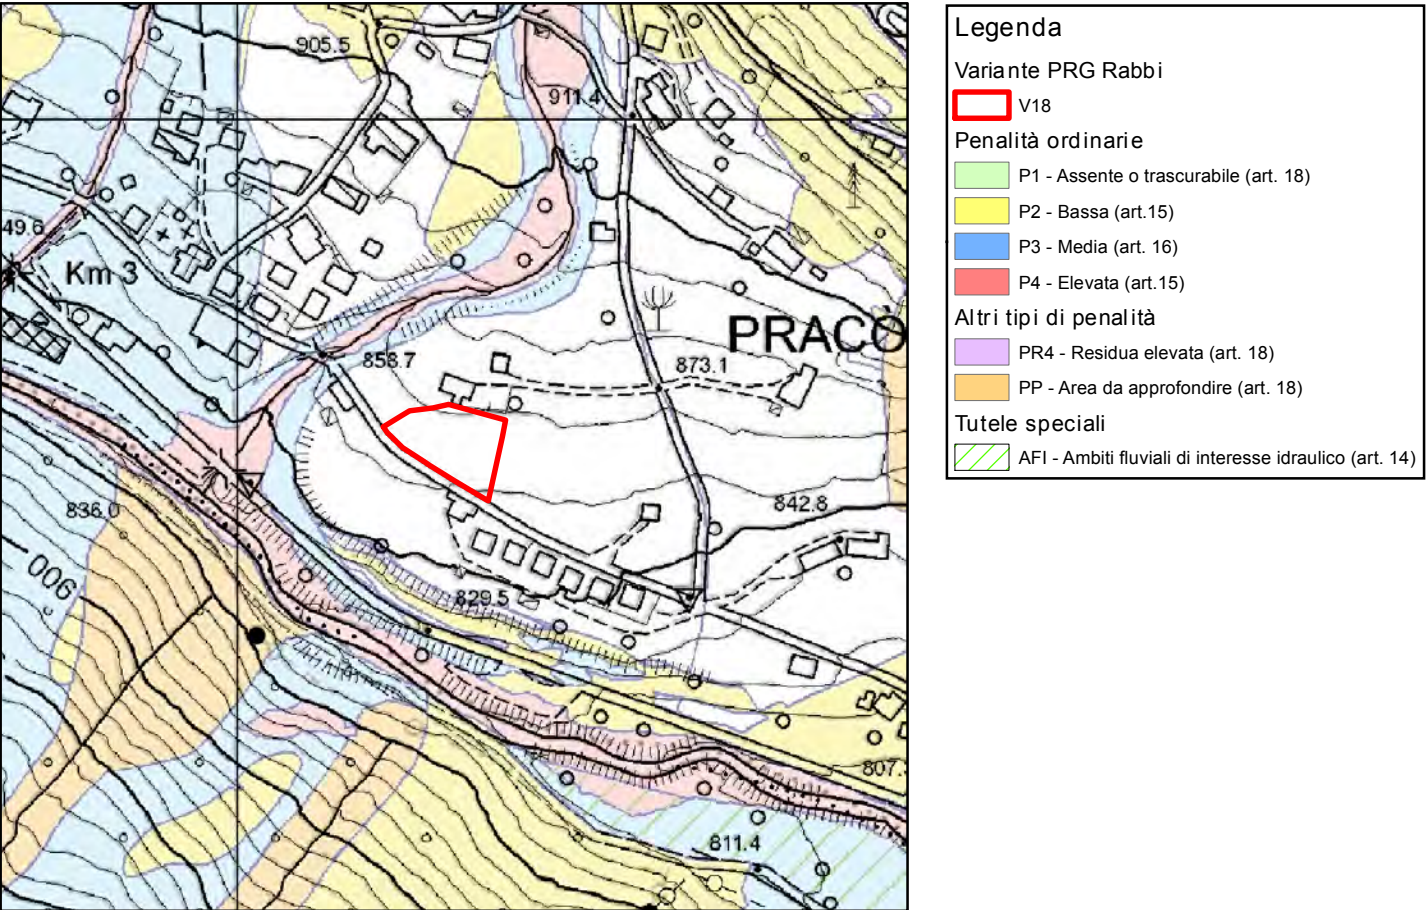 905.5
911.4
49.6
Km 3
858.7
PRACÒ
873.1
836.0
842.8
900
829.5
807.
811.4
Legenda
Variante PRG Rabbi
V18
Penalità ordinarie
P1 - Assente o trascurabile (art. 18)
P2 - Bassa (art.15)
P3 - Media (art. 16)
P4 - Elevata (art.15)
Altri tipi di penalità
PR4 - Residua elevata (art. 18)
PP - Area da approfondire (art. 18)
Tutele speciali
AFI - Ambiti fluviali di interesse idraulico (art. 14)